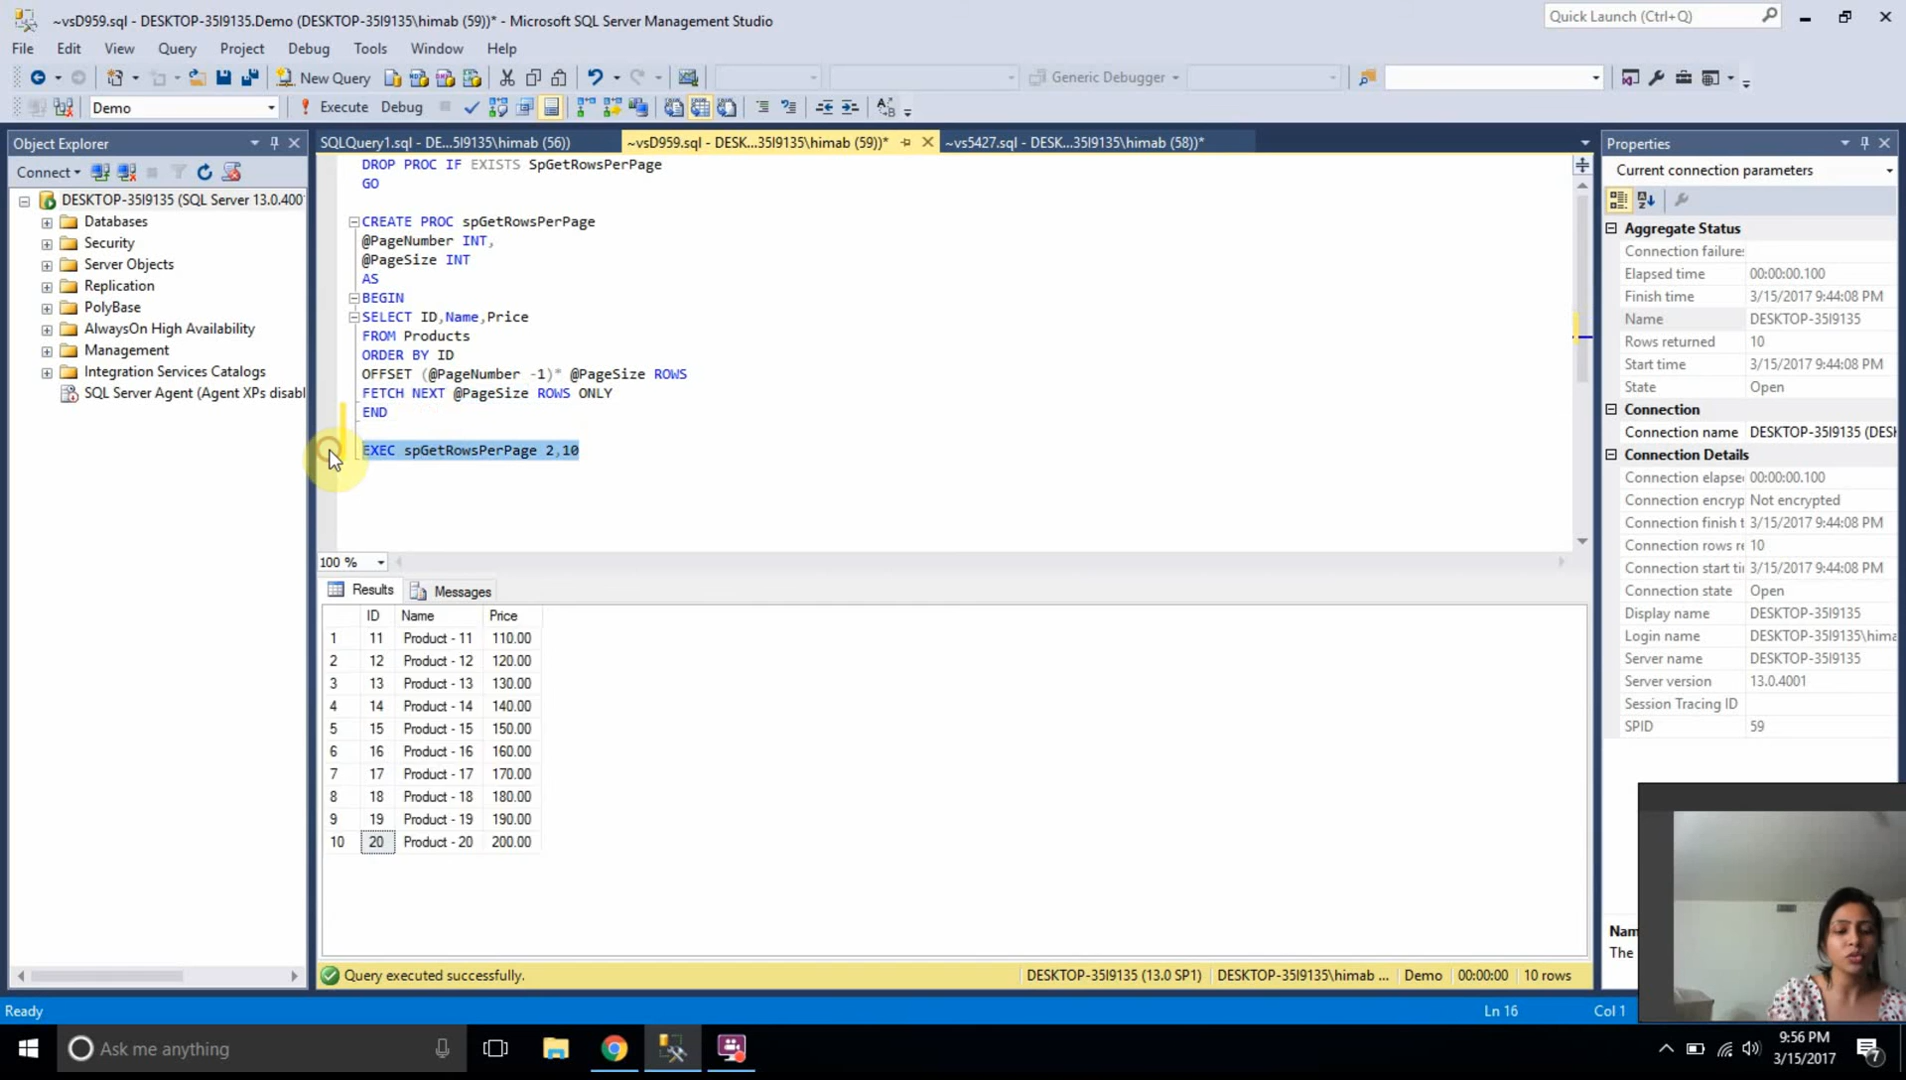 ~vsD959.sql - DESKTOP-35I9135.Demo (DESKTOP-35I9135\himab (59))* - Microsoft SQL Server Management Studio
Quick Launch (Ctrl+Q)
File Edit View Query Project Debug Tools Window Help
New Query
Generic Debugger
Demo
Execute
Debug
Object Explorer
Connect
DESKTOP-35I9135 (SQL Server 13.0.4001
Databases
Security
Server Objects
Replication
PolyBase
AlwaysOn High Availability
Management
Integration Services Catalogs
SQL Server Agent (Agent XPs disabl
SQLQuery1.sql - DE...5I9135\himab (56))
~vsD959.sql - DESK...35I9135\himab (59))*
~vs5427.sql - DESK...35I9135\himab (58))*
DROP PROC IF EXISTS SpGetRowsPerPage
GO
CREATE PROC spGetRowsPerPage
@PageNumber INT,
@PageSize INT
AS
BEGIN
SELECT ID,Name,Price
FROM Products
ORDER BY ID
OFFSET (@PageNumber -1)* @PageSize ROWS
FETCH NEXT @PageSize ROWS ONLY
END
EXEC spGetRowsPerPage 2,10
100 %
Results
Messages
ID Name Price
1 11 Product - 11 110.00
2 12 Product - 12 120.00
3 13 Product - 13 130.00
4 14 Product - 14 140.00
5 15 Product - 15 150.00
6 16 Product - 16 160.00
7 17 Product - 17 170.00
8 18 Product - 18 180.00
9 19 Product - 19 190.00
10 20 Product - 20 200.00
Query executed successfully.
DESKTOP-35I9135 (13.0 SP1)
DESKTOP-35I9135\himab ...
Demo
00:00:00
10 rows
Properties
Current connection parameters
Aggregate Status
Connection failures
Elapsed time 00:00:00.100
Finish time 3/15/2017 9:44:08 PM
Name DESKTOP-35I9135
Rows returned 10
Start time 3/15/2017 9:44:08 PM
State Open
Connection
Connection name DESKTOP-35I9135 (DESK
Connection Details
Connection elapse 00:00:00.100
Connection encryp Not encrypted
Connection finish t 3/15/2017 9:44:08 PM
Connection rows re 10
Connection start ti 3/15/2017 9:44:08 PM
Connection state Open
Display name DESKTOP-35I9135
Login name DESKTOP-35I9135\hima
Server name DESKTOP-35I9135
Server version 13.0.4001
Session Tracing ID
SPID 59
Nam
The
Ready
Ln 16
Col 1
Ask me anything
9:56 PM
3/15/2017
7